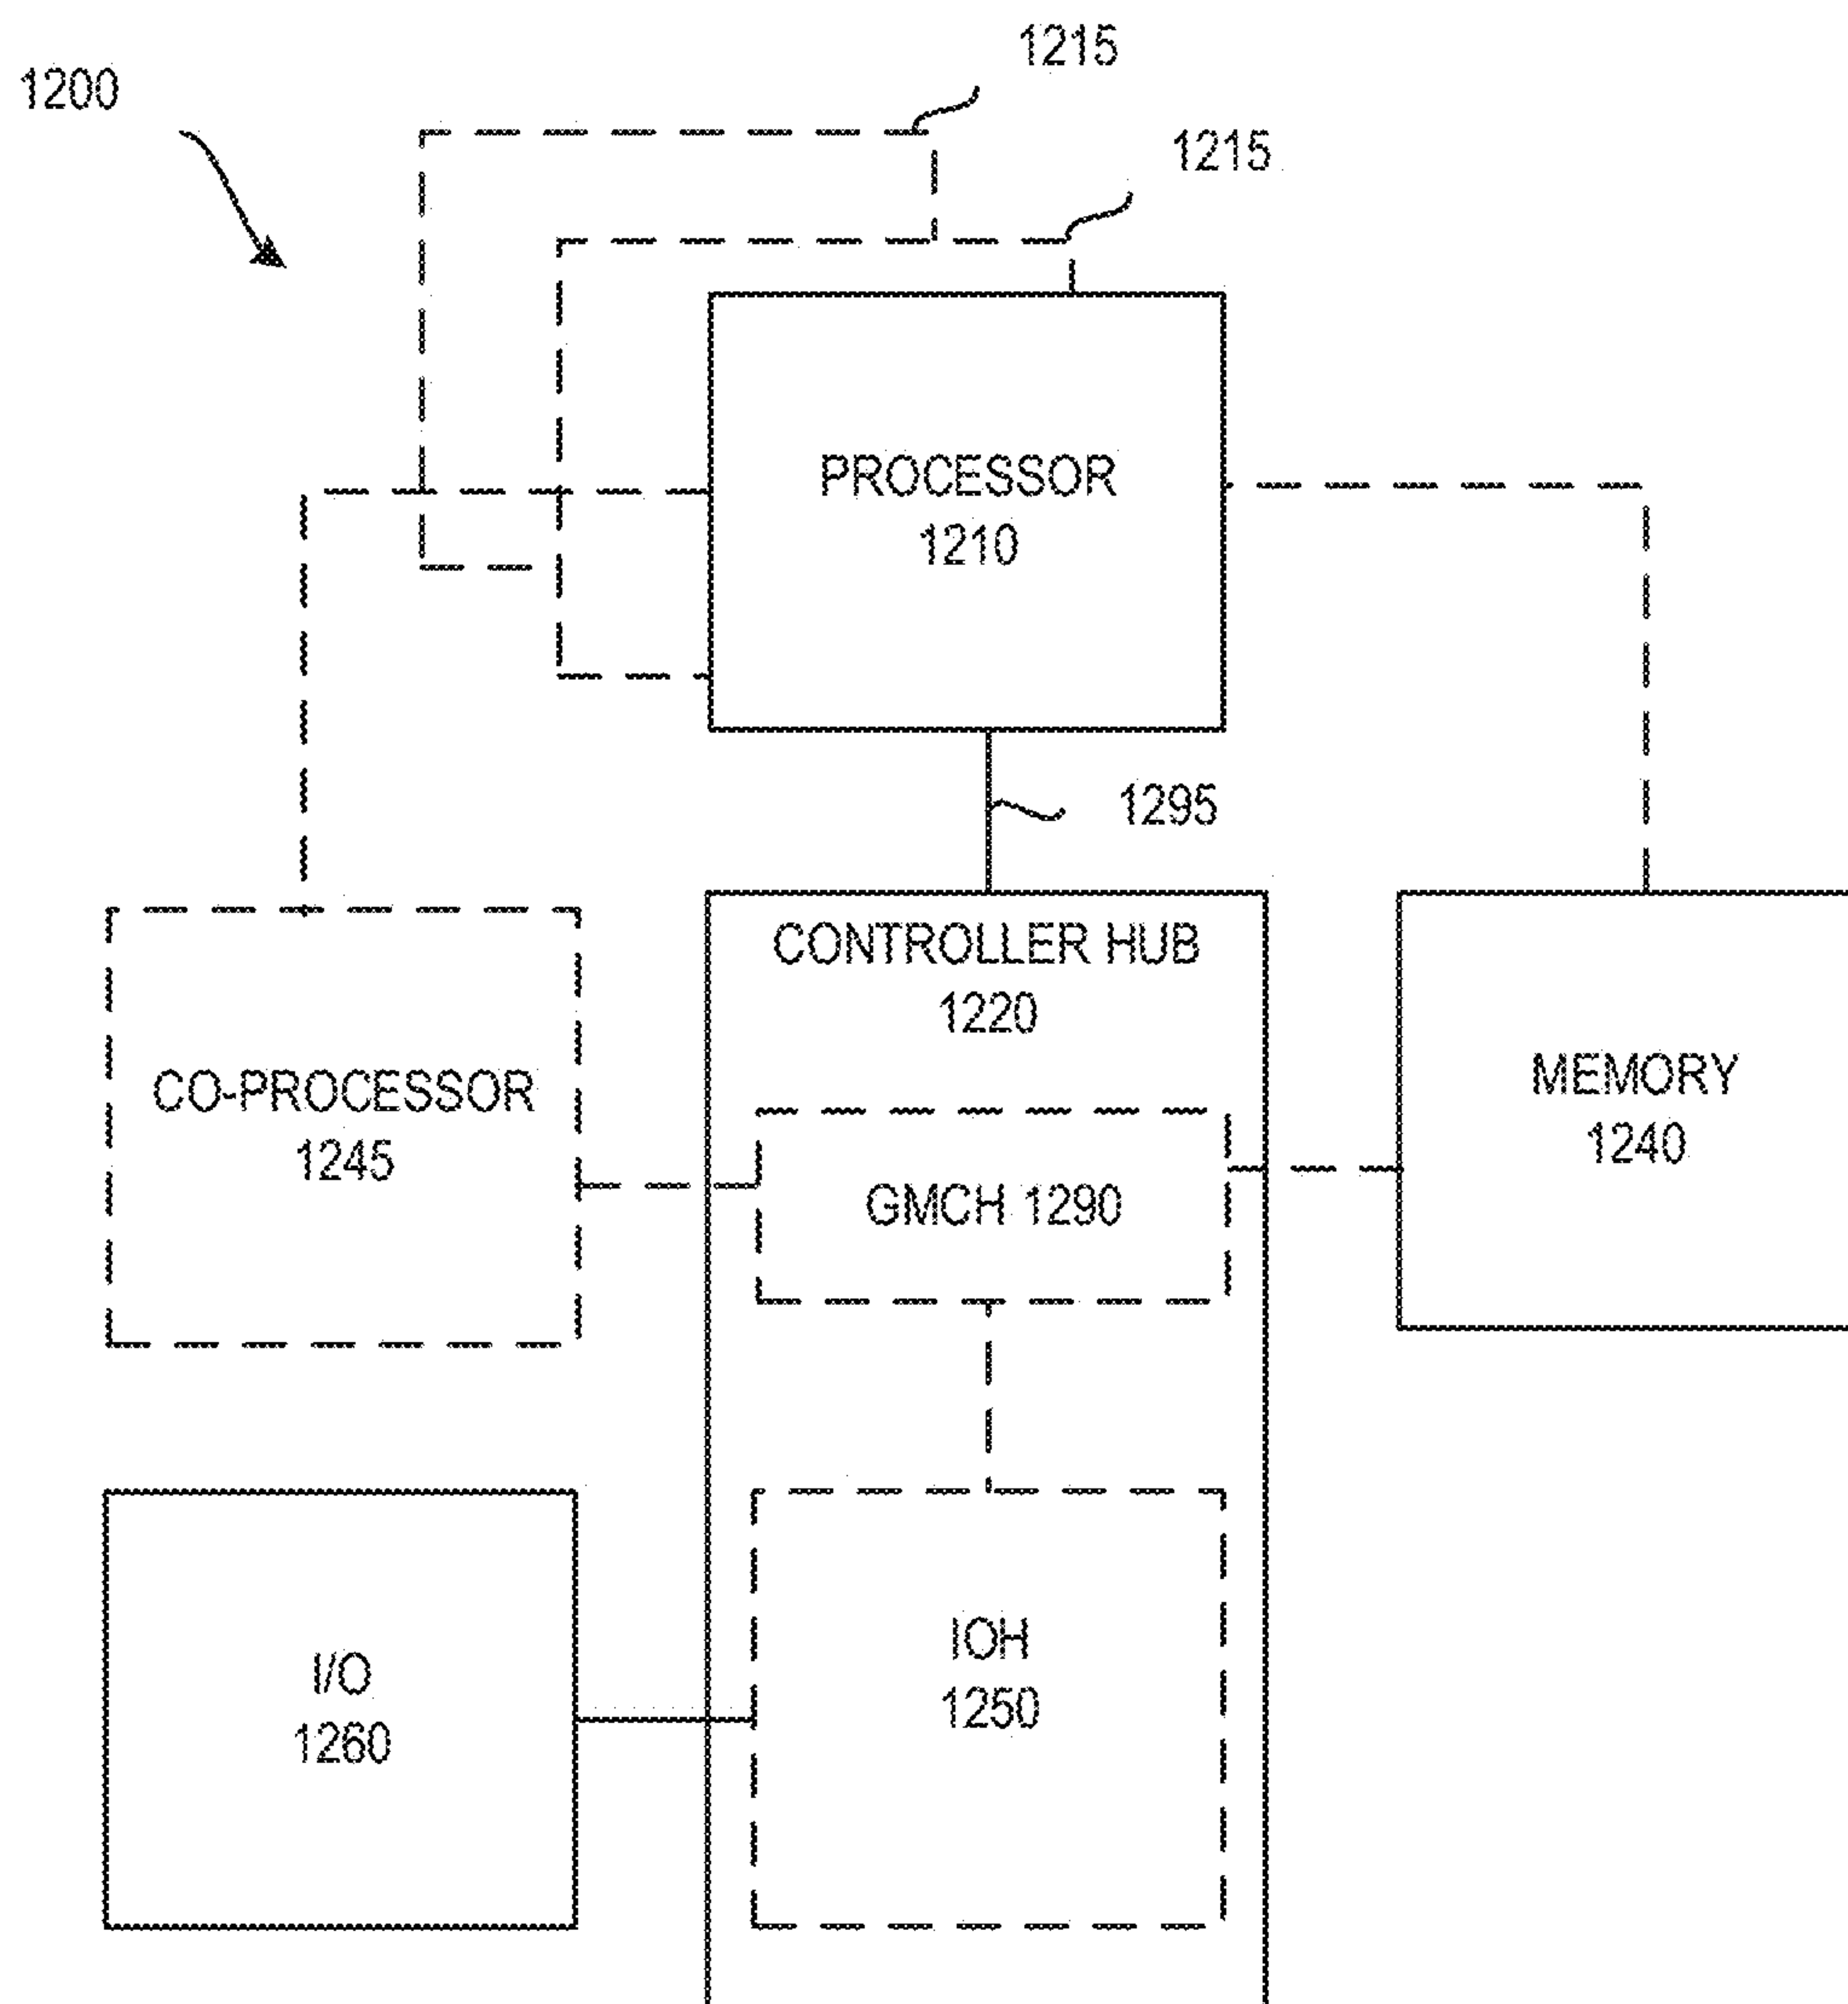 1215
1200
1215
PROCESSOR
1210
1295
CONTROLLER HUB
1220
CO-PROCESSOR
1245
MEMORY
1240
GMCH 1290
I/O
1260
IOH
1250